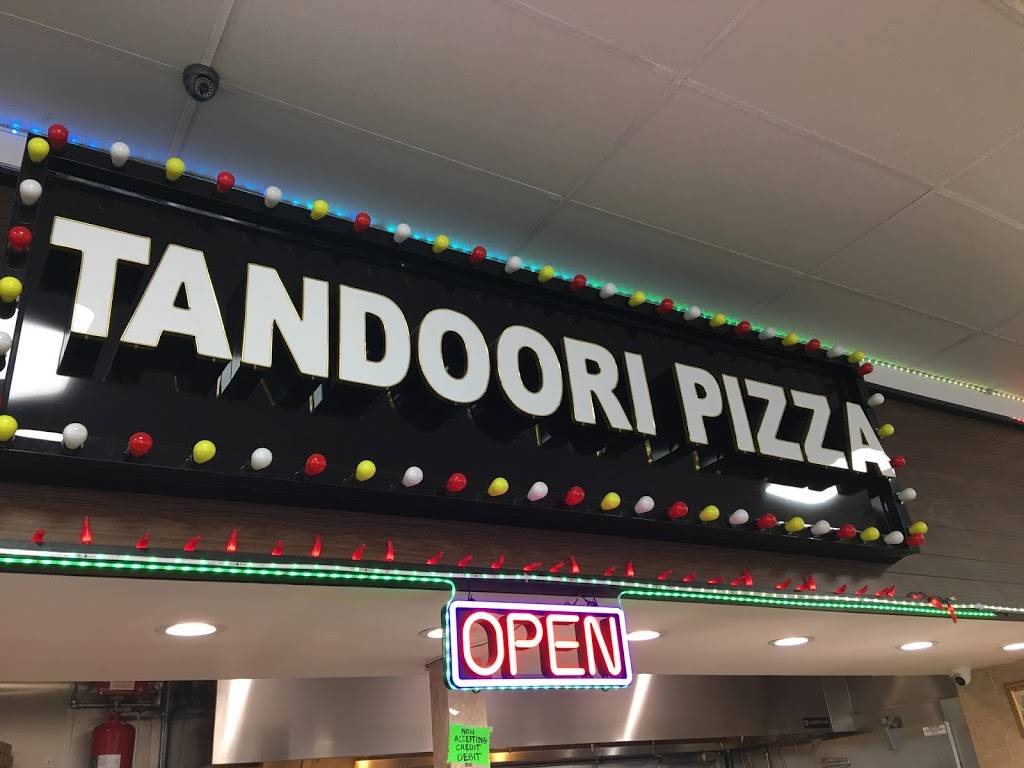 TANDOORI PIZZA
OPEN
NOW
ACCEPTING
CREDIT
DEBIT